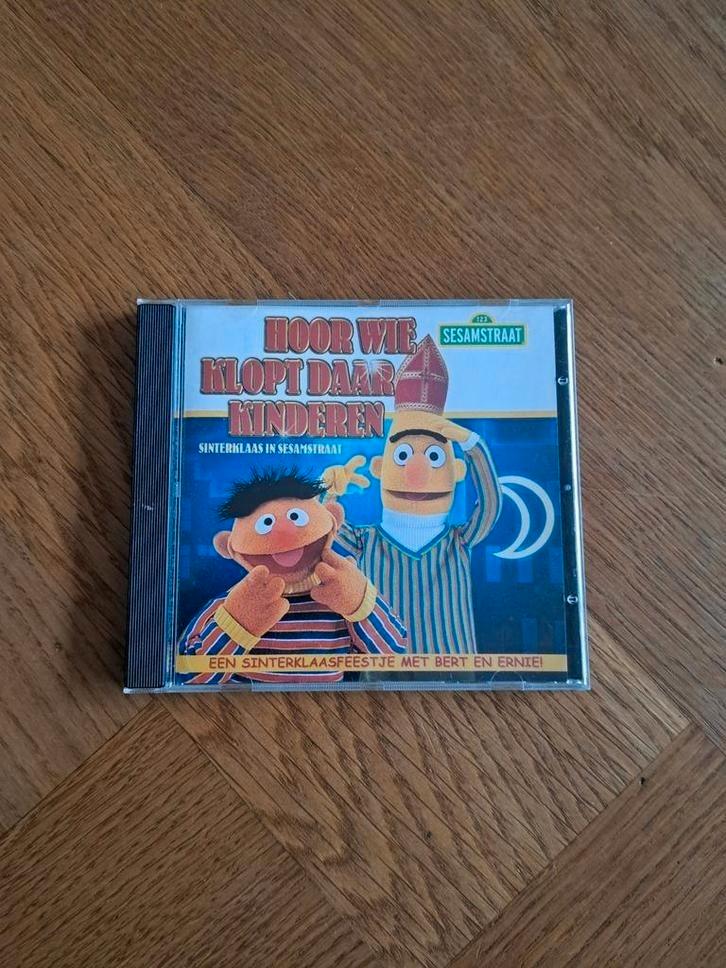 HOOR WIE
KLOPT DAAR
KINDEREN
SINTERKLAAS IN SESAMSTRAAT
123
SESAMSTRAAT
EEN SINTERKLAASFEESTJE MET BERT EN ERNIE!